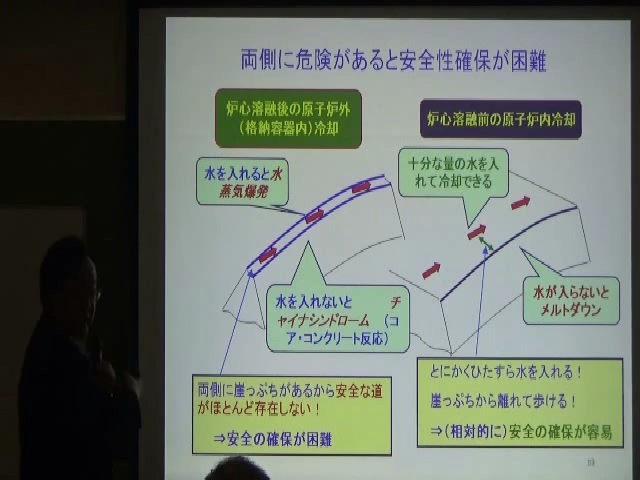 両側に危険があると安全性確保が困難
炉心溶融後の原子炉外
(格納容器内)冷却
炉心溶融前の原子炉内冷却
水を入れると水
蒸気爆発
十分な量の水を入
れて冷却できる
水を入れないと チ
ャイナシンドローム (コ
ア・コンクリート反応)
水が入らないと
メルトダウン
両側に崖っぷちがあるから安全な道
がほとんど存在しない!
⇒安全の確保が困難
とにかくひたすら水を入れる!
崖っぷちから離れて歩ける!
⇒(相対的に)安全の確保が容易